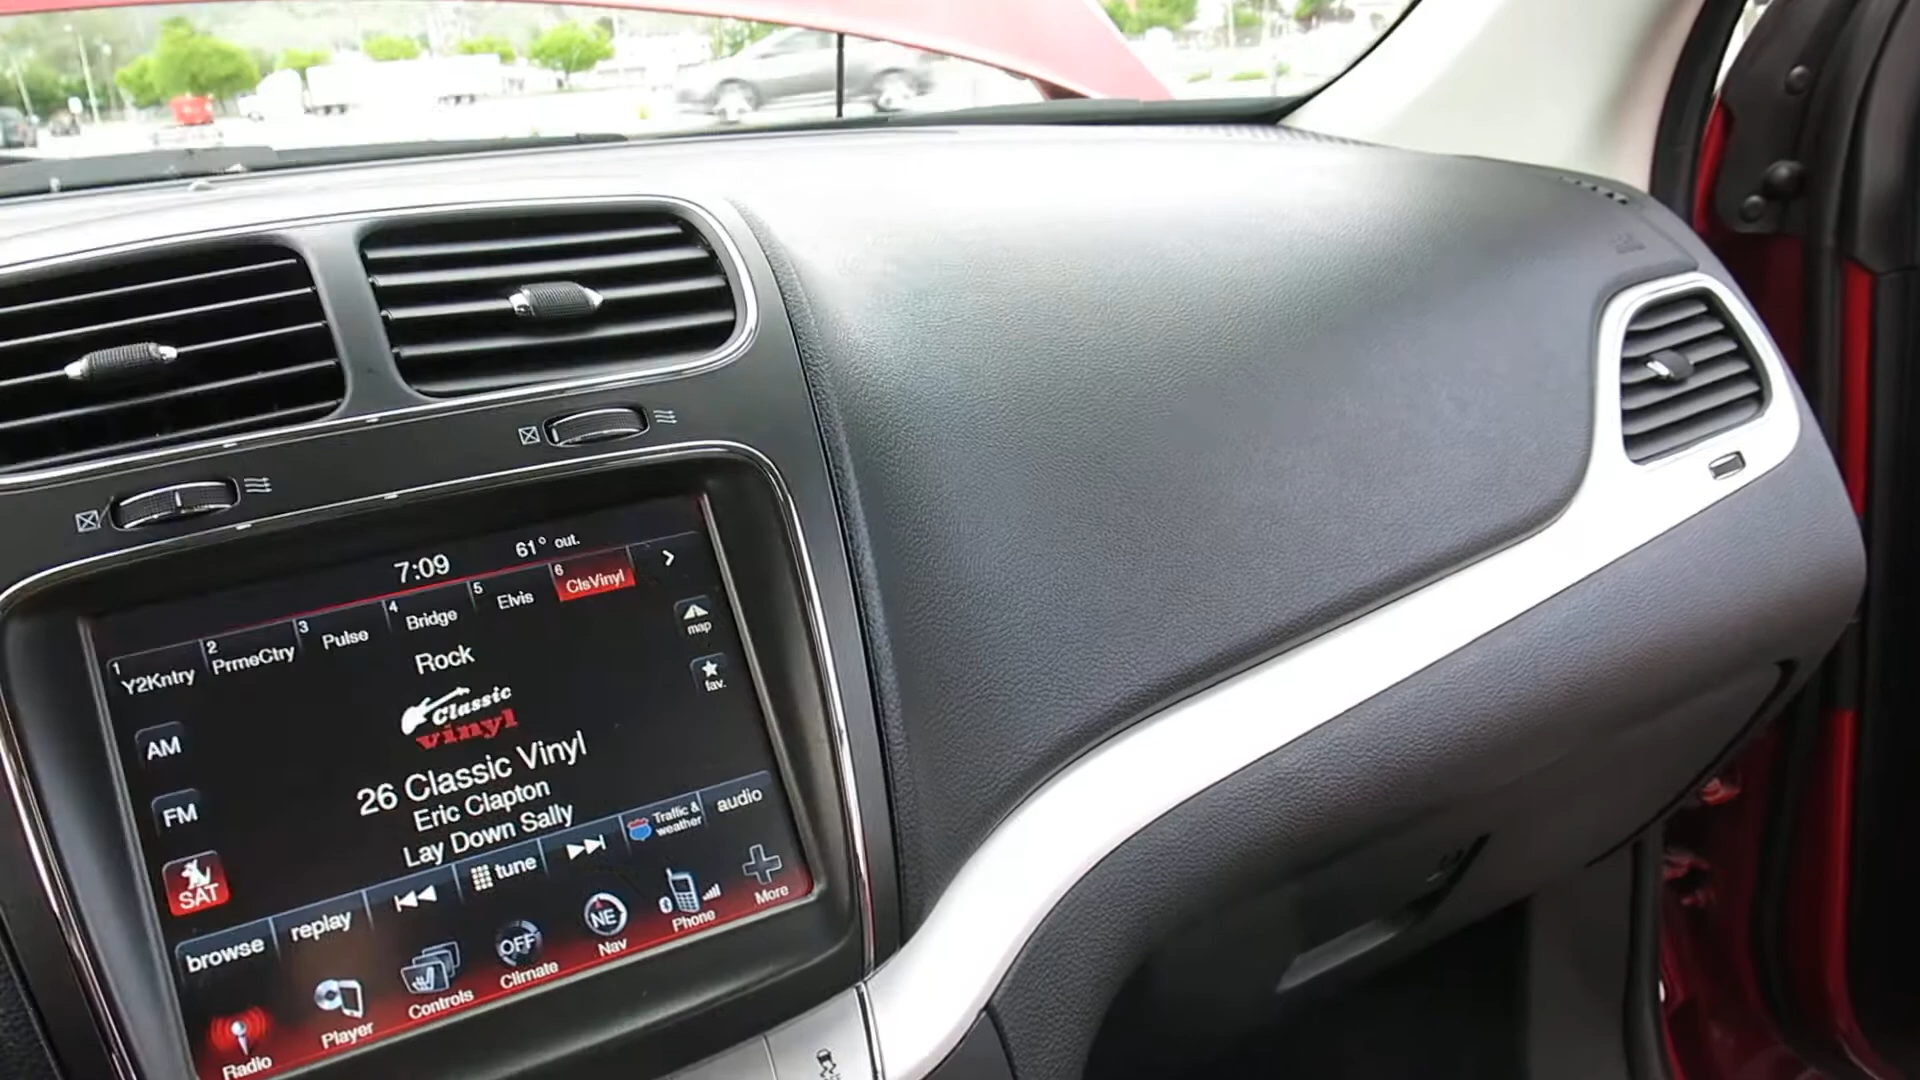 7:09
61° out.
1 Y2Kntry
2 PrmeCtry
3 Pulse
4 Bridge
5 Elvis
6 ClsVinyl
map
Rock
fav.
Classic
vinyl
AM
26 Classic Vinyl
FM
Eric Clapton
Lay Down Sally
SAT
browse
replay
tune
Traffic &
weather
audio
Radio
Player
Controls
OFF
Climate
NE
Nav
Phone
More